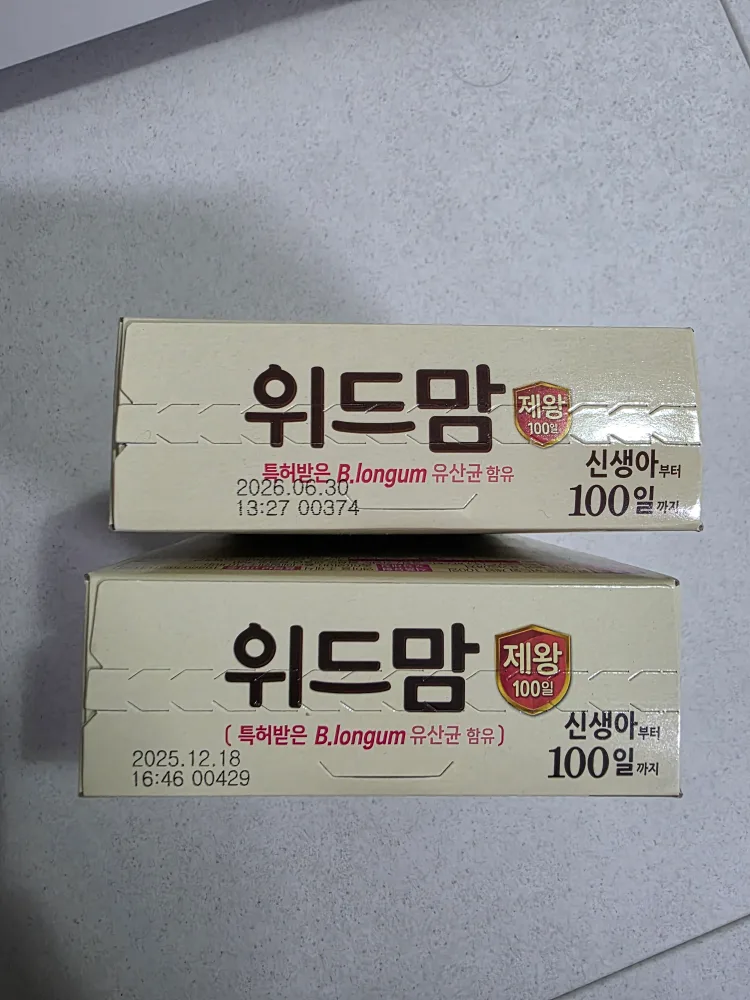 위드맘
제왕
100일
특허받은 B.longum 유산균 함유
2026.06.30
13:27 00374
신생아부터
100일까지
위드맘
제왕
100일
( 특허받은 B.longum 유산균 함유 )
2025.12.18
16:46 00429
신생아부터
100일까지